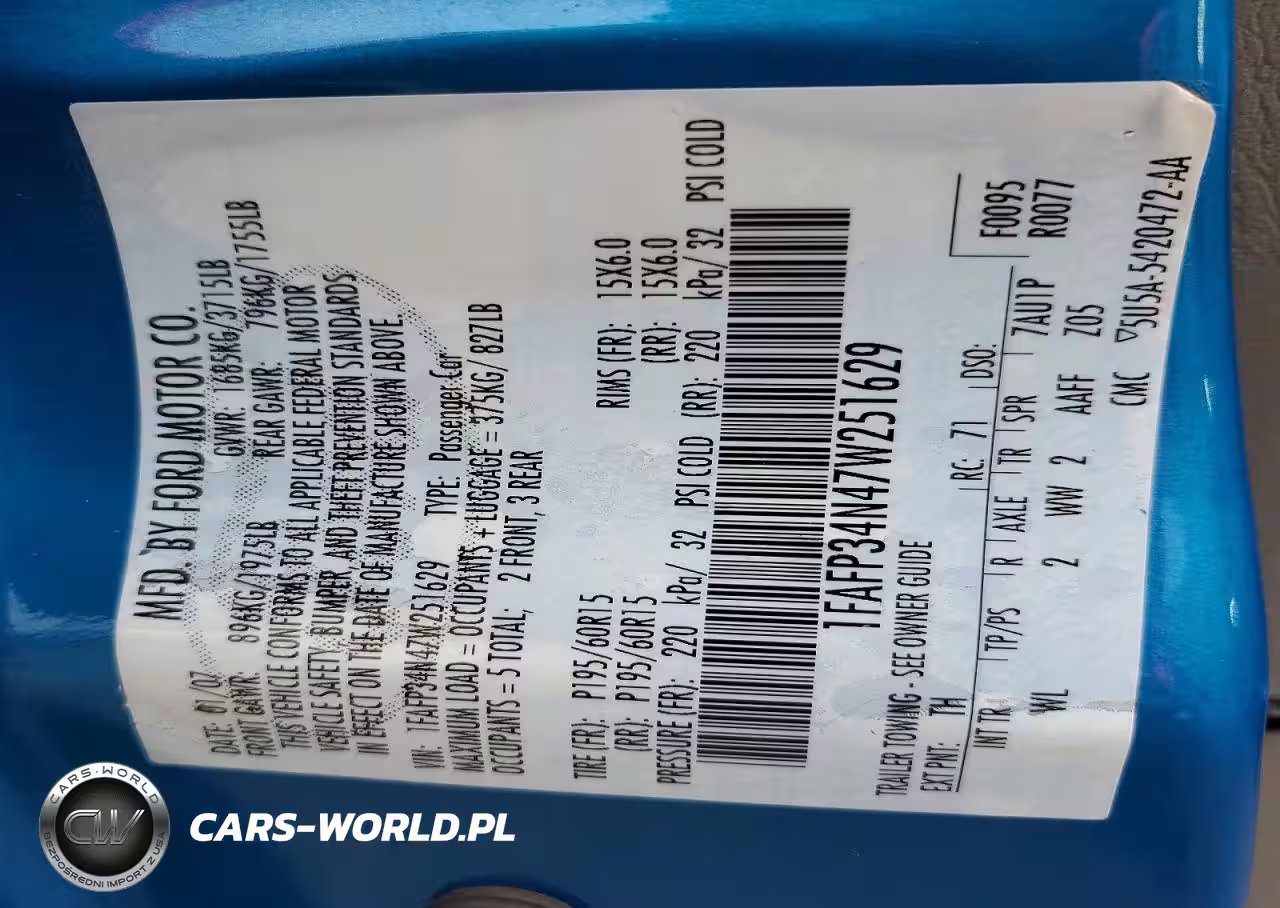 MFD. BY FORD MOTOR CO.
DATE: 01/07 GVWR: 1685KG/3715LB
FRONT GAWR: 896KG/1975LB REAR GAWR: 796KG/1755LB
THIS VEHICLE CONFORMS TO ALL APPLICABLE FEDERAL MOTOR
VEHICLE SAFETY, BUMPER, AND THEFT PREVENTION STANDARDS
IN EFFECT ON THE DATE OF MANUFACTURE SHOWN ABOVE.
VIN: 1FAFP34N47W251629 TYPE: Passenger Car
MAXIMUM LOAD = OCCUPANTS + LUGGAGE = 375KG/ 827LB
OCCUPANTS = 5 TOTAL; 2 FRONT, 3 REAR
TIRE (FR): P195/60R15 RIMS (FR): 15X6.0
(RR): P195/60R15 (RR): 15X6.0
PRESSURE (FR): 220 kPa/ 32 PSI COLD (RR): 220 kPa/ 32 PSI COLD
1FAFP34N47W251629
TRAILER TOWING - SEE OWNER GUIDE
EXT PNT: TH RC: 71 DSO: F0095
R0077
INT TR TP/PS R AXLE TR SPR 7AU1P
WL 2 WW 2 AAFF Z05
CMC ▽5U5A-5420472-AA
CARS-WORLD
CW
BEZPOŚREDNI IMPORT Z USA
CARS-WORLD.PL